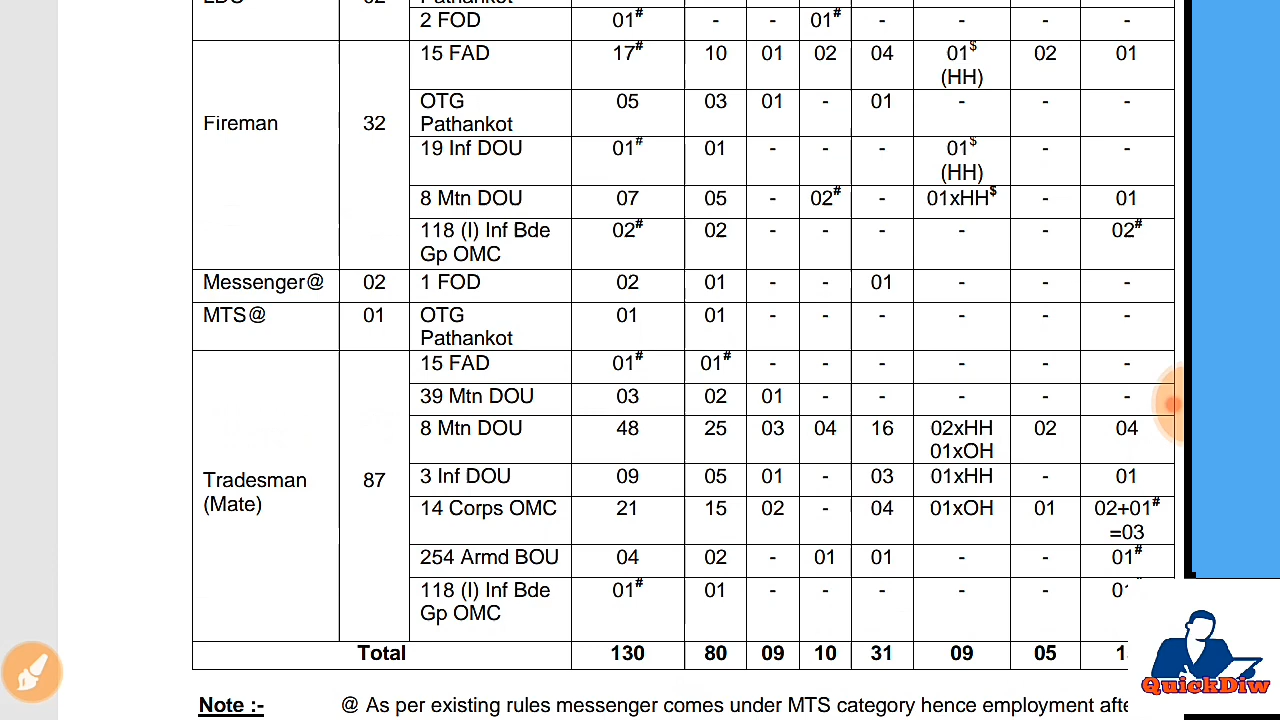 LDC 02 Pathankot
2 FOD 01# - - 01# - - - -
15 FAD 17# 10 01 02 04 01$ 02 01
(HH)
OTG 05 03 01 - 01 - - -
Pathankot
Fireman 32
19 Inf DOU 01# 01 - - - 01$ - -
(HH)
8 Mtn DOU 07 05 - 02# - 01xHH$ - 01
118 (I) Inf Bde 02# 02 - - - - - 02#
Gp OMC
Messenger@ 02 1 FOD 02 01 - - 01 - - -
MTS@ 01 OTG 01 01 - - - - - -
Pathankot
15 FAD 01# 01# - - - - - -
39 Mtn DOU 03 02 01 - - - - -
8 Mtn DOU 48 25 03 04 16 02xHH 02 04
01xOH
Tradesman 87 3 Inf DOU 09 05 01 - 03 01xHH - 01
(Mate)
14 Corps OMC 21 15 02 - 04 01xOH 01 02+01#
=03
254 Armd BOU 04 02 - 01 01 - - 01#
118 (I) Inf Bde 01# 01 - - - - -
Gp OMC
Total 130 80 09 10 31 09 05
Note :- @ As per existing rules messenger comes under MTS category hence employment afte
QuickDiw